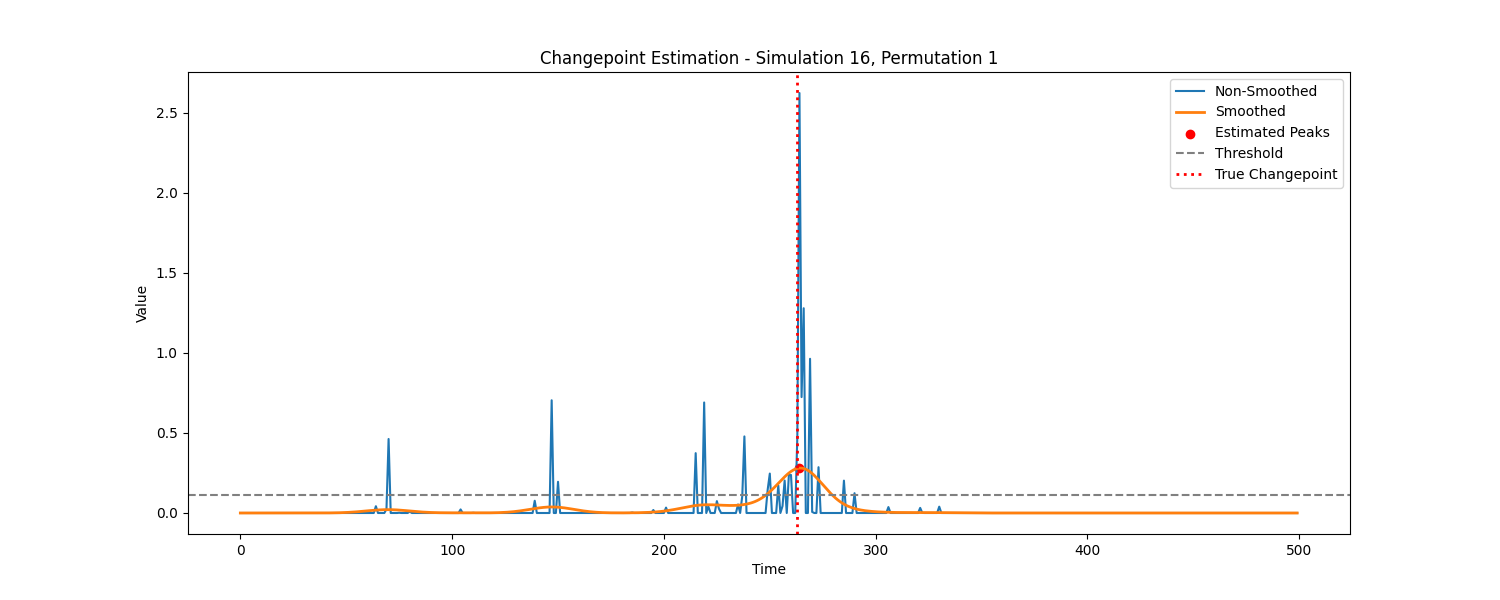 Changepoint Estimation - Simulation 16, Permutation 1
Non-Smoothed
Smoothed
Estimated Peaks
Threshold
True Changepoint
Value
2.5
2.0
1.5
1.0
0.5
0.0
0 100 200 300 400 500
Time